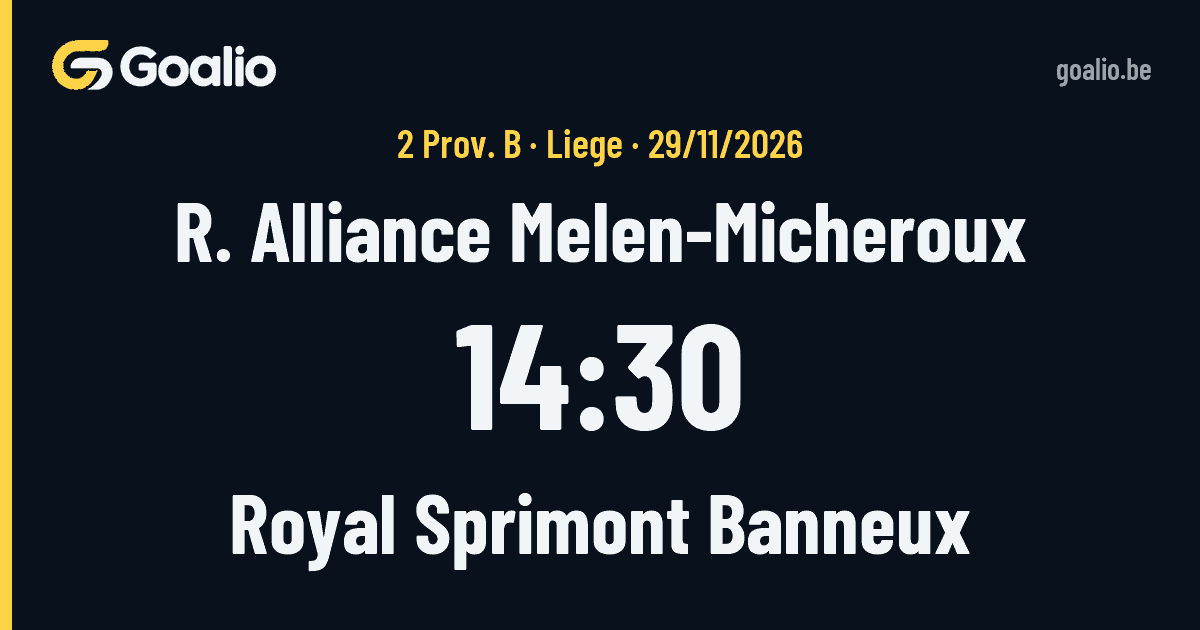 Goalio
goalio.be
2 Prov. B · Liege · 29/11/2026
R. Alliance Melen-Micheroux
14:30
Royal Sprimont Banneux